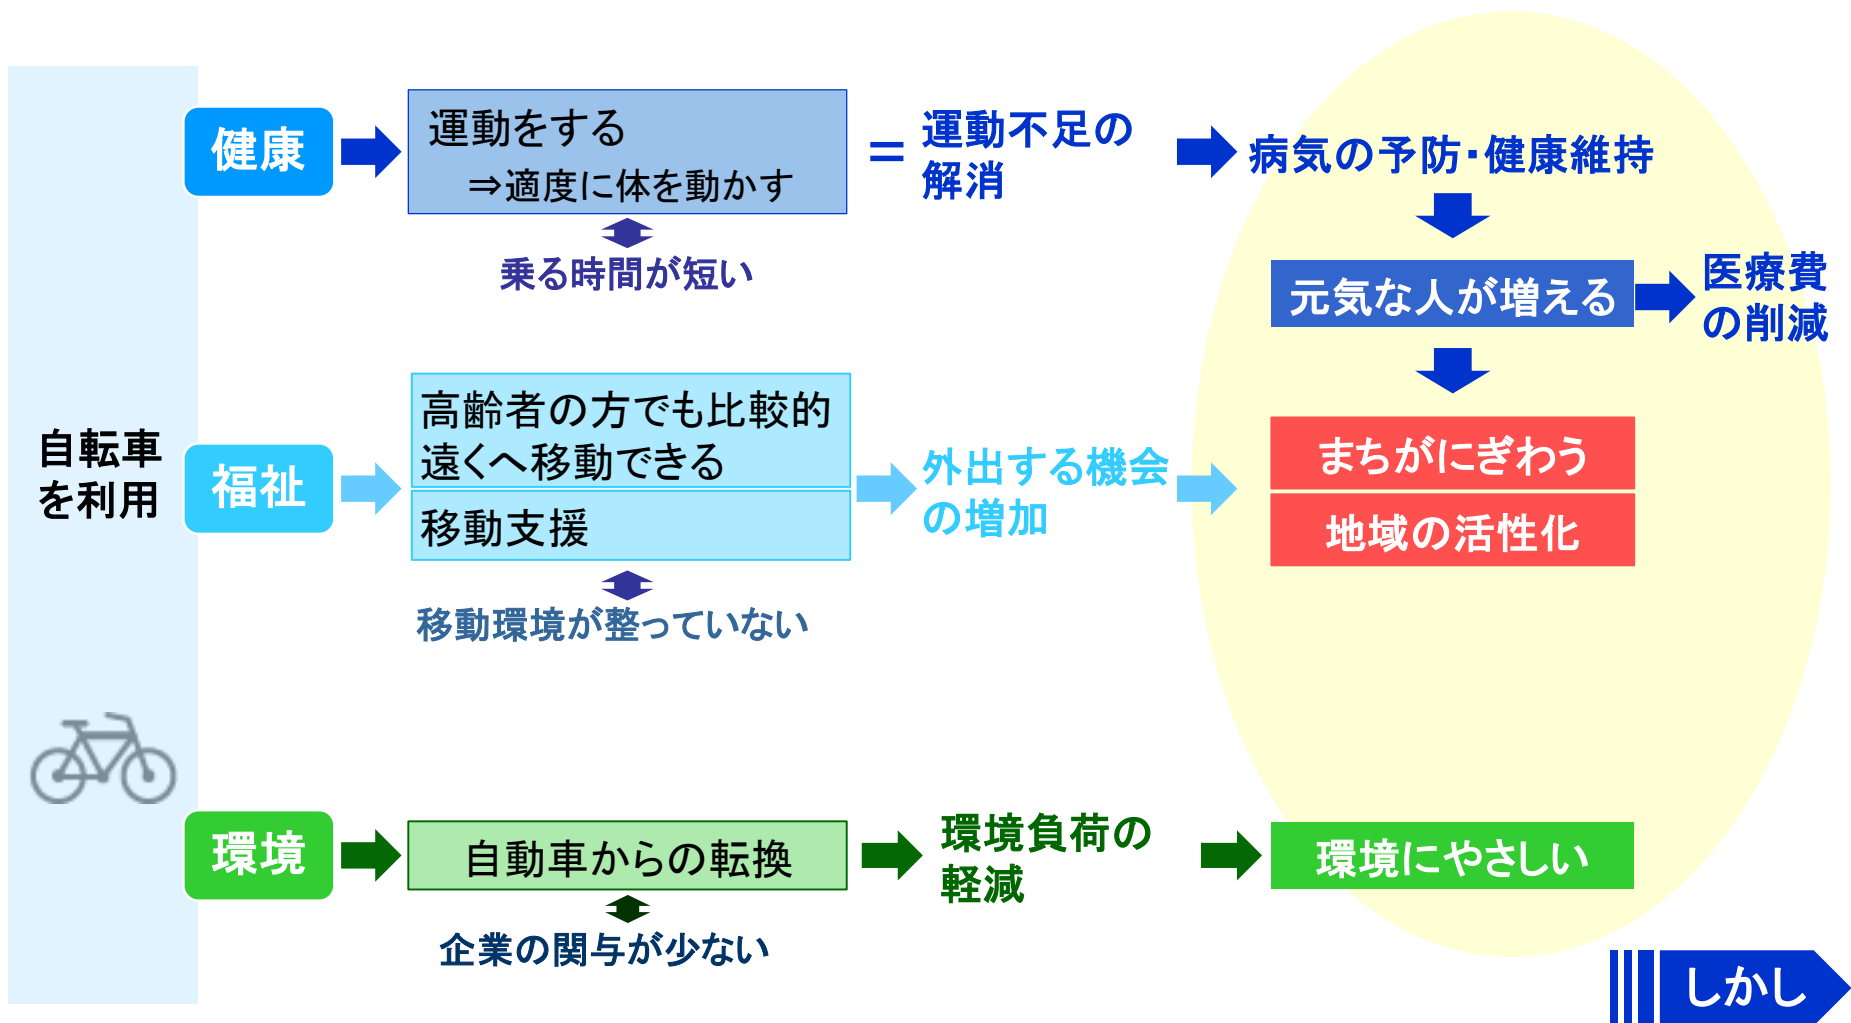 自転車
を利用
健康
運動をする
⇒適度に体を動かす
乗る時間が短い
=
運動不足の
解消
病気の予防・健康維持
元気な人が増える
医療費
の削減
福祉
高齢者の方でも比較的
遠くへ移動できる
移動支援
移動環境が整っていない
外出する機会
の増加
まちがにぎわう
地域の活性化
環境
自動車からの転換
企業の関与が少ない
環境負荷の
軽減
環境にやさしい
しかし